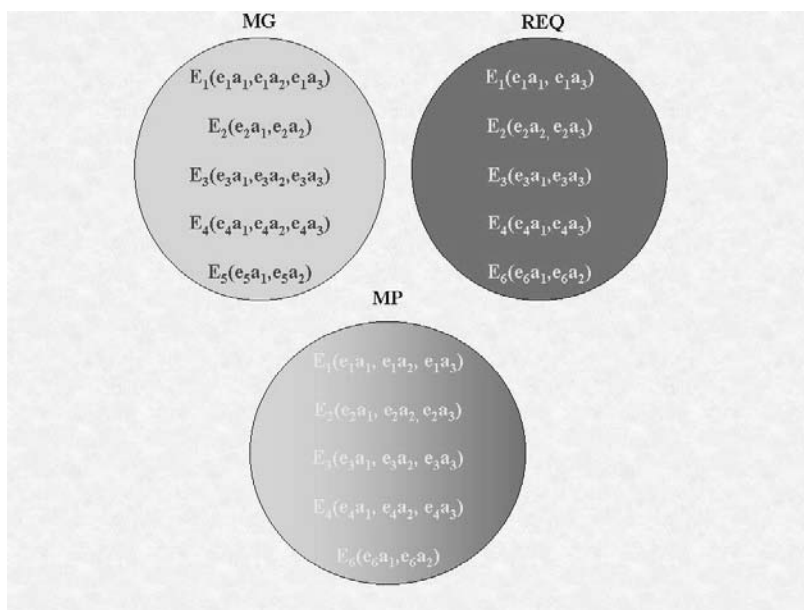 MG
E₁(e₁a₁,e₁a₂,e₁a₃)
E₂(e₂a₁,e₂a₂)
E₃(e₃a₁,e₃a₂,e₃a₃)
E₄(e₄a₁,e₄a₂,e₄a₃)
E₅(e₅a₁,e₅a₂)
REQ
E₁(e₁a₁, e₁a₃)
E₂(e₂a₂, e₂a₃)
E₃(e₃a₁,e₃a₃)
E₄(e₄a₁,e₄a₃)
E₆(e₆a₁,e₆a₂)
MP
E₁(e₁a₁, e₁a₂, e₁a₃)
E₂(e₂a₁, e₂a₂, e₂a₃)
E₃(e₃a₁, e₃a₂, e₃a₃)
E₄(e₄a₁, e₄a₂, e₄a₃)
E₆(e₆a₁,e₆a₂)